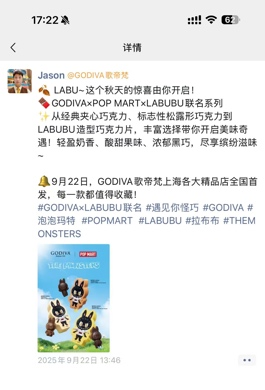 17:22
62
详情
Jason @GODIVA歌帝梵
🍂 LABU~这个秋天的惊喜由你开启！
🍫GODIVA×POP MART×LABUBU联名系列
✨从经典夹心巧克力、标志性松露形巧克力到
LABUBU造型巧克力片，丰富选择带你开启美味奇
遇！轻盈奶香、酸甜果味、浓郁黑巧，尽享缤纷滋味
~
🔔9月22日，GODIVA歌帝梵上海各大精品店全国首
发，每一款都值得收藏！
#GODIVA×LABUBU联名 #遇见你怪巧 #GODIVA #
泡泡玛特 #POPMART #LABUBU #拉布布 #THEM
ONSTERS
GODIVA POP MART
THE MONSTERS
2025年9月22日 13:46